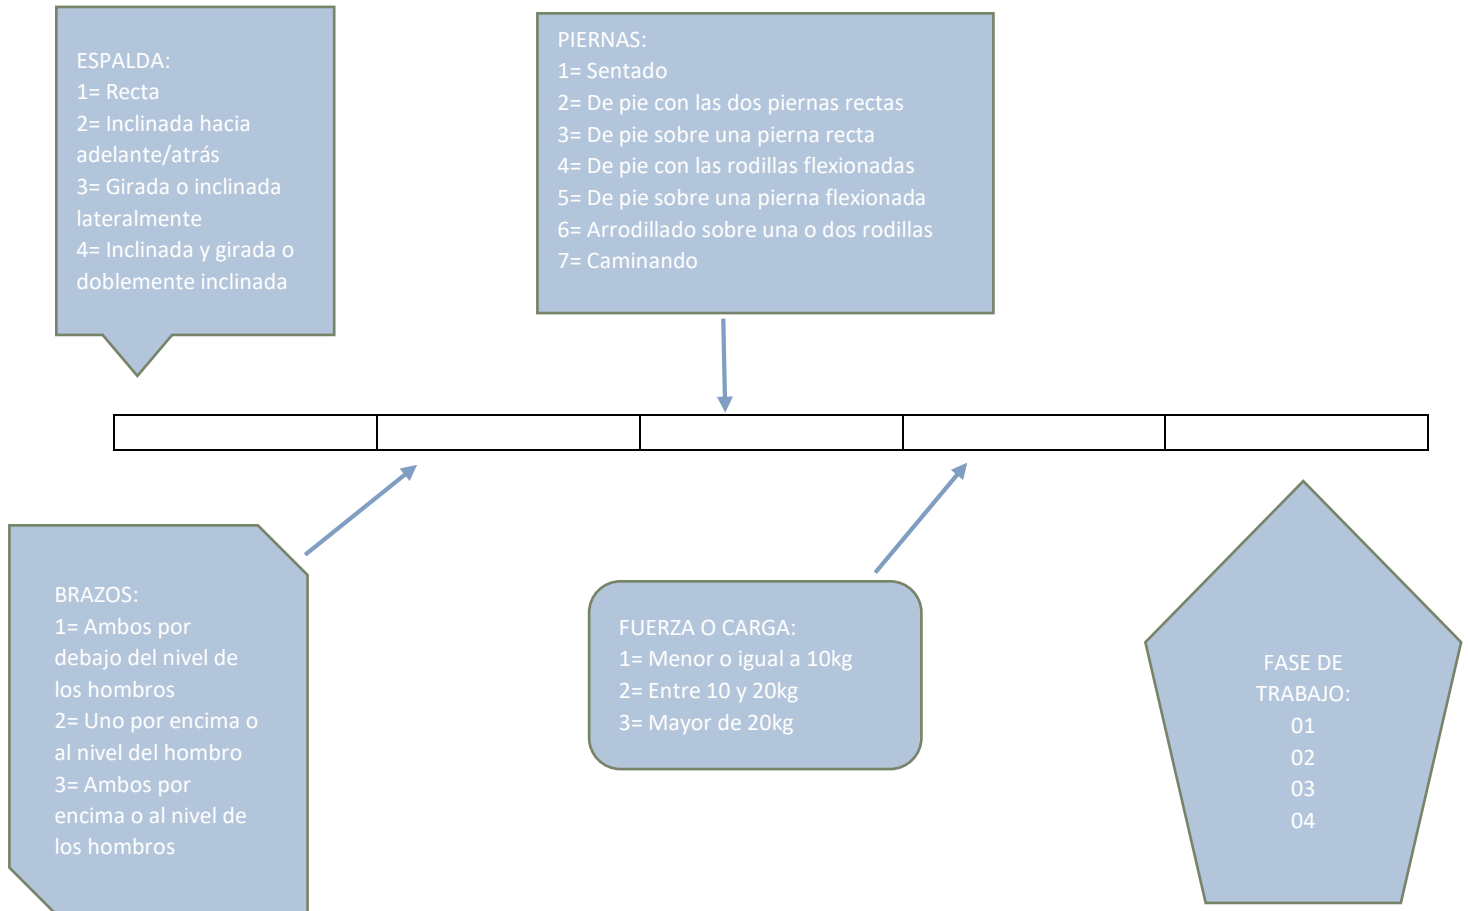 ESPALDA:
1= Recta
2= Inclinada hacia
adelante/atrás
3= Girada o inclinada
lateralmente
4= Inclinada y girada o
doblemente inclinada
PIERNAS:
1= Sentado
2= De pie con las dos piernas rectas
3= De pie sobre una pierna recta
4= De pie con las rodillas flexionadas
5= De pie sobre una pierna flexionada
6= Arrodillado sobre una o dos rodillas
7= Caminando
BRAZOS:
1= Ambos por
debajo del nivel de
los hombros
2= Uno por encima o
al nivel del hombro
3= Ambos por
encima o al nivel de
los hombros
FUERZA O CARGA:
1= Menor o igual a 10kg
2= Entre 10 y 20kg
3= Mayor de 20kg
FASE DE
TRABAJO:
01
02
03
04